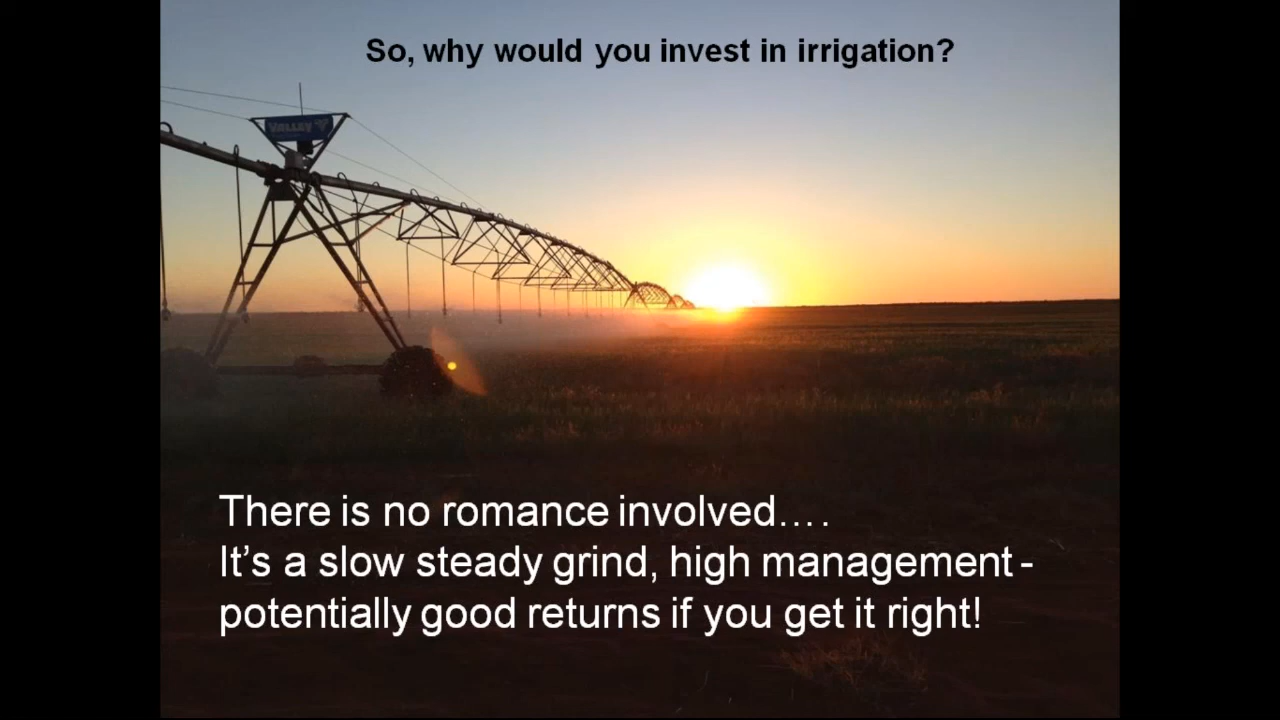 So, why would you invest in irrigation?
VALLEY
There is no romance involved....
It’s a slow steady grind, high management -
potentially good returns if you get it right!